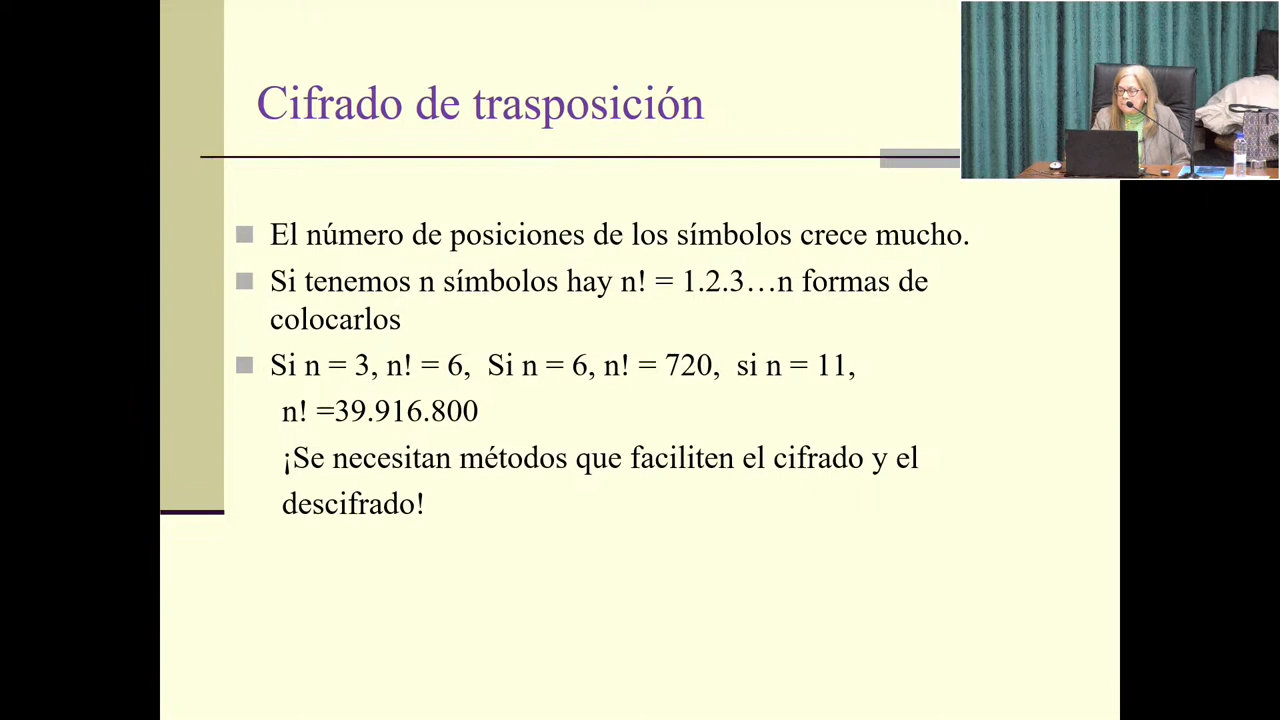 Cifrado de trasposición
El número de posiciones de los símbolos crece mucho.
Si tenemos n símbolos hay n! = 1.2.3…n formas de
colocarlos
Si n = 3, n! = 6,  Si n = 6, n! = 720,  si n = 11,
n! =39.916.800
¡Se necesitan métodos que faciliten el cifrado y el
descifrado!